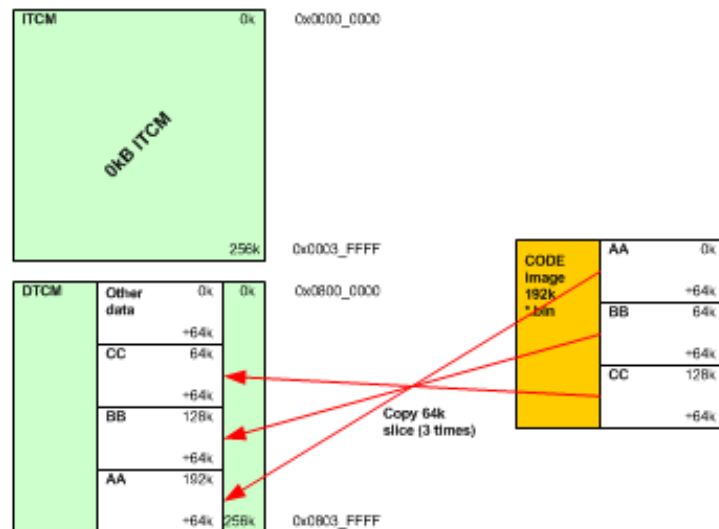 ITCM 0k 0x0000_0000
0kB ITCM
256k 0x0003_FFFF
DTCM Other data 0k 0k 0x0800_0000
+64k
CC 64k
+64k
BB 128k
+64k
AA 192k
+64k 256k 0x0803_FFFF
Copy 64k
slice (3 times)
CODE
image
192k
*.bin
AA 0k
+64k
BB 64k
+64k
CC 128k
+64k